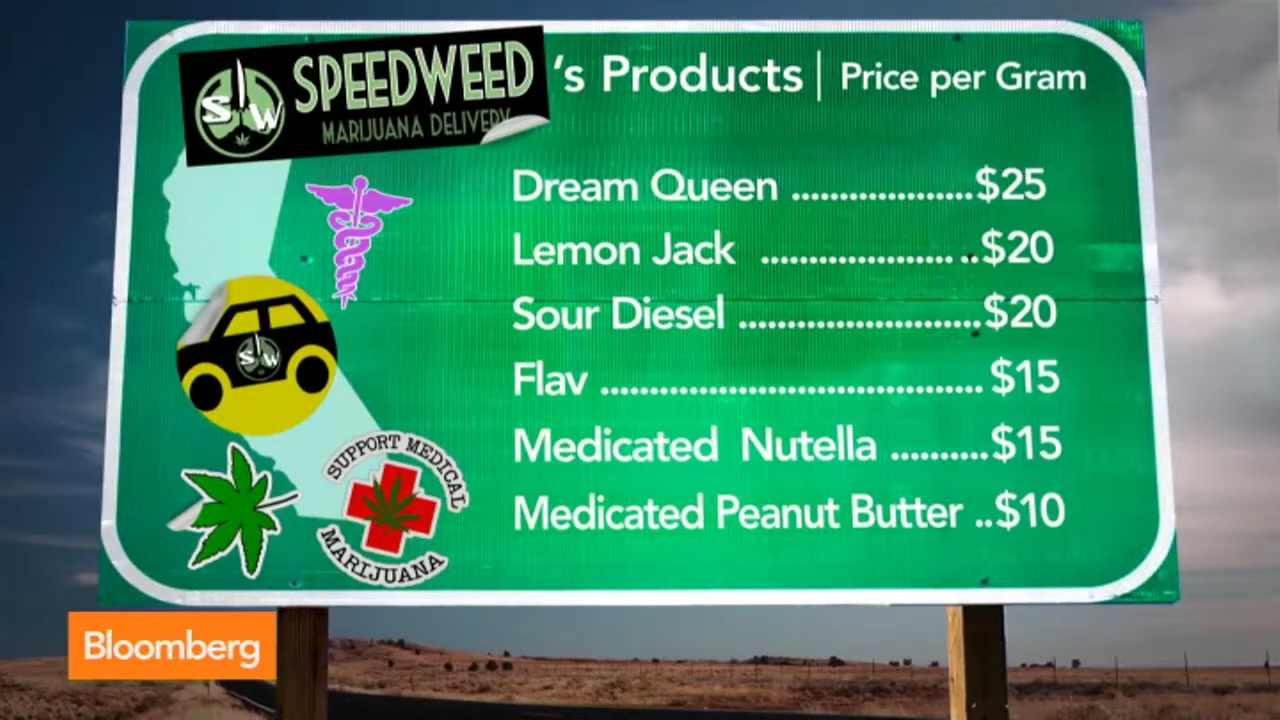 SPEEDWEED 's Products | Price per Gram
SW
MARIJUANA DELIVERY
Dream Queen ...................$25
Lemon Jack .................. ..$20
Sour Diesel ........................$20
Flav ...................................... $15
SW
Medicated Nutella ..........$15
Medicated Peanut Butter ..$10
SUPPORT MEDICAL
MARIJUANA
Bloomberg